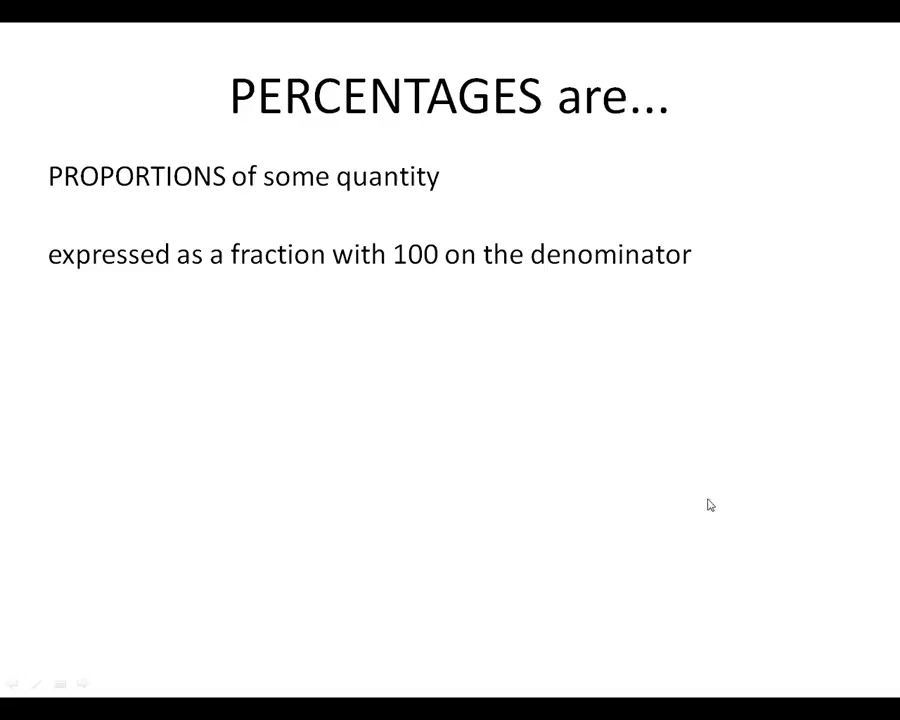 PERCENTAGES are...
PROPORTIONS of some quantity
expressed as a fraction with 100 on the denominator